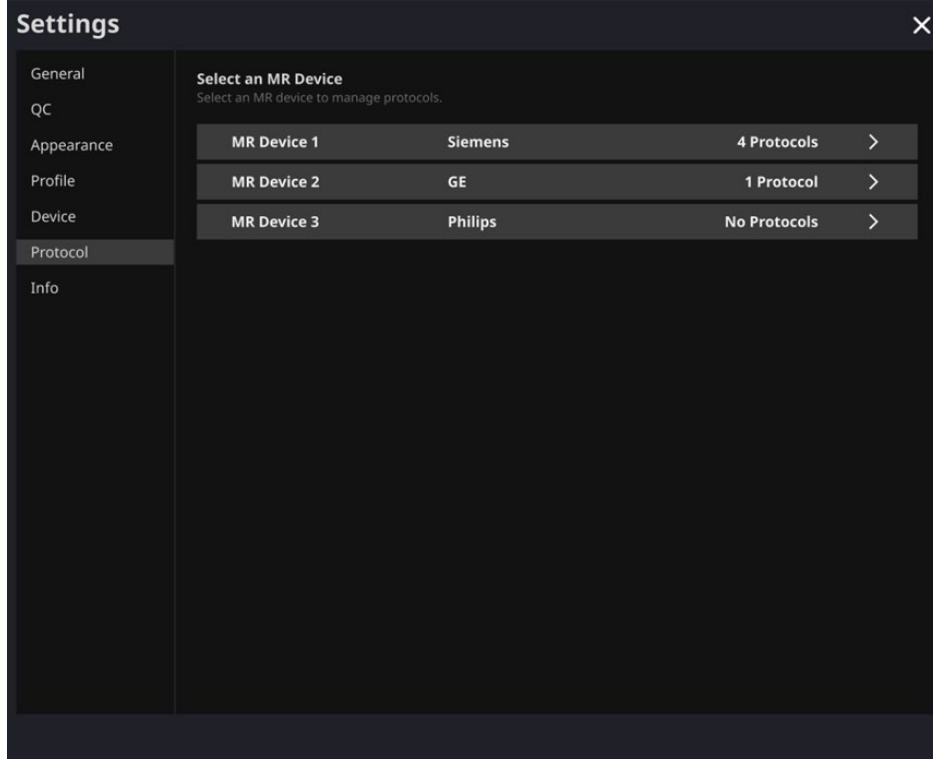 Settings
General
QC
Appearance
Profile
Device
Protocol
Info
Select an MR Device
Select an MR device to manage protocols.
MR Device 1 Siemens 4 Protocols
MR Device 2 GE 1 Protocol
MR Device 3 Philips No Protocols